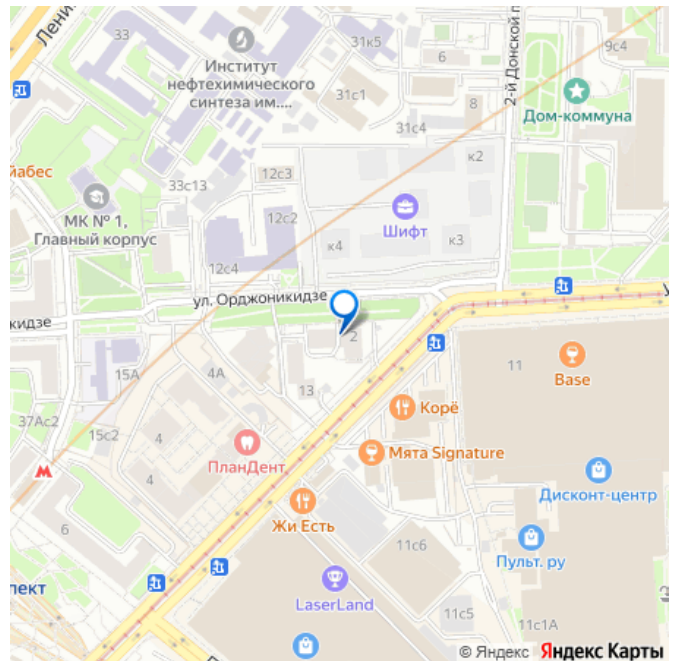 Лени
33
31к5
6
2-й Донской п
9с4
Институт
нефтехимического
синтеза им....
31с1
8
Дом-коммуна
31с4
йабес
12с3
к2
33с13
МК № 1,
Главный корпус
12с2
Шифт
к4
к3
12с4
ул. Орджоникидзе
У
кидзе
2
11
Base
15А
4А
13
Корё
37Ас2
15с2
4
ПланДент
Мята Signature
4
Дисконт-центр
М
Жи Есть
6
11с6
Пульт. ру
пект
LaserLand
11с5
11с1А
© Яндекс Яндекс Карты